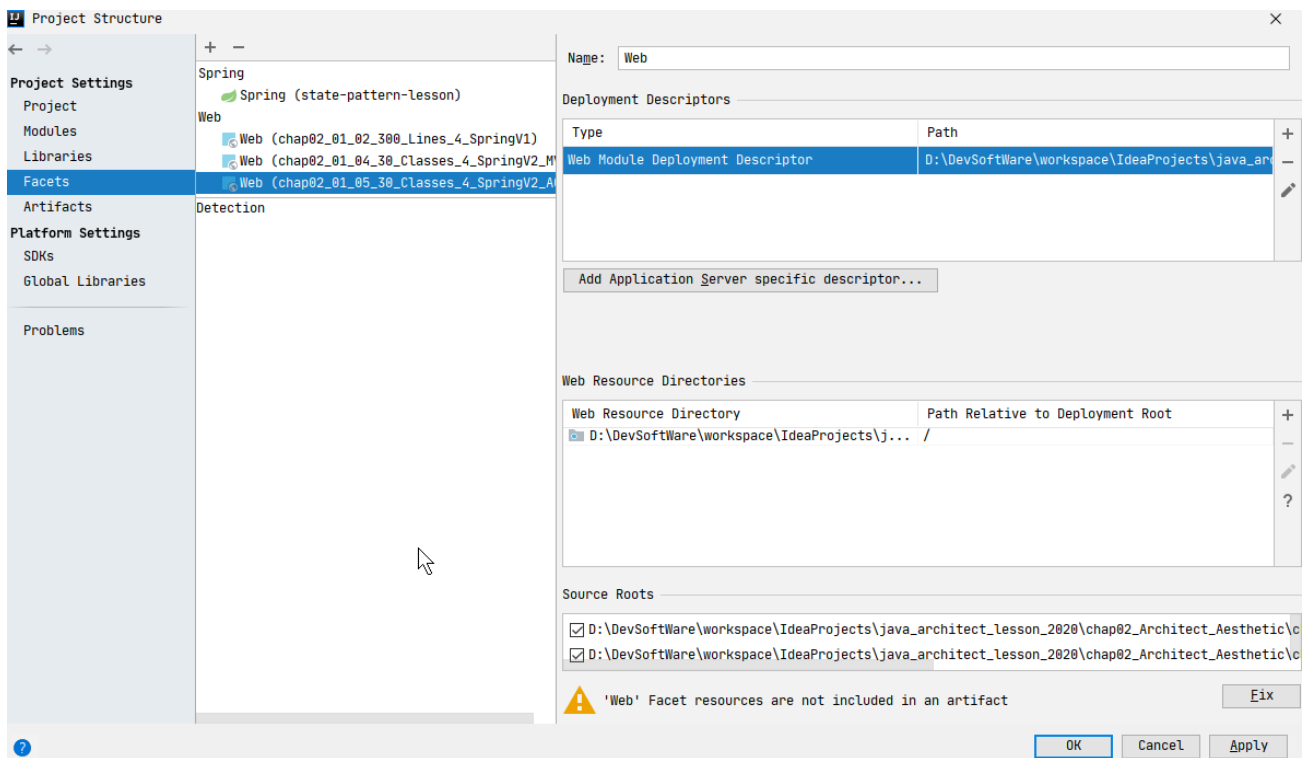 Project Structure
Project Settings
Project
Modules
Libraries
Facets
Artifacts
Platform Settings
SDKs
Global Libraries
Problems
Spring
Spring (state-pattern-lesson)
Web
Web (chap02_01_02_300_Lines_4_SpringV1)
Web (chap02_01_04_30_Classes_4_SpringV2_M
Web (chap02_01_05_30_Classes_4_SpringV2_A
Detection
Name: Web
Deployment Descriptors
Type Path
Web Module Deployment Descriptor D:\DevSoftWare\workspace\IdeaProjects\java_arc
Add Application Server specific descriptor...
Web Resource Directories
Web Resource Directory Path Relative to Deployment Root
D:\DevSoftWare\workspace\IdeaProjects\j... /
Source Roots
D:\DevSoftWare\workspace\IdeaProjects\java_architect_lesson_2020\chap02_Architect_Aesthetic\c
D:\DevSoftWare\workspace\IdeaProjects\java_architect_lesson_2020\chap02_Architect_Aesthetic\c
'Web' Facet resources are not included in an artifact
Fix
OK Cancel Apply